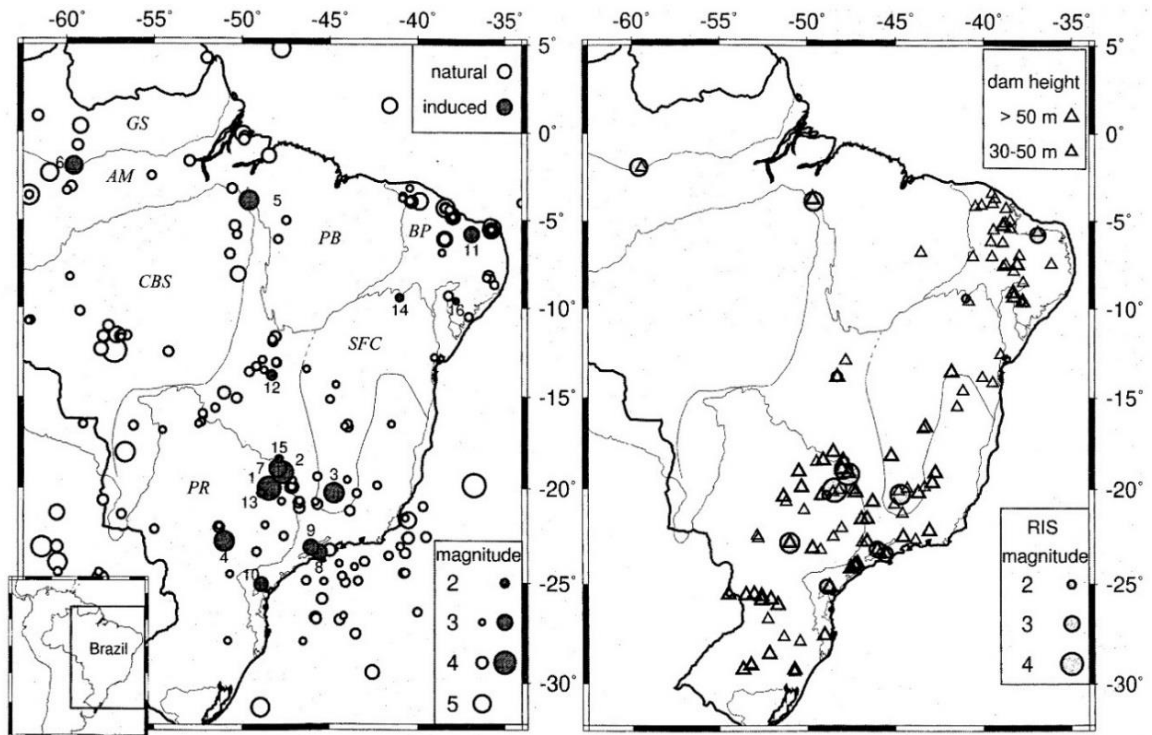 -60° -55° -50° -45° -40° -35°
5°
0°
-5°
-10°
-15°
-20°
-25°
-30°
natural
induced
GS
6
AM
5
PB
BP
11
CBS
14
16
SFC
12
15
7
2
1
3
13
PR
4
9
8
10
magnitude
2
3
4
5
Brazil
-60° -55° -50° -45° -40° -35°
5°
0°
-5°
-10°
-15°
-20°
-25°
-30°
dam height
> 50 m
30-50 m
RIS
magnitude
2
3
4